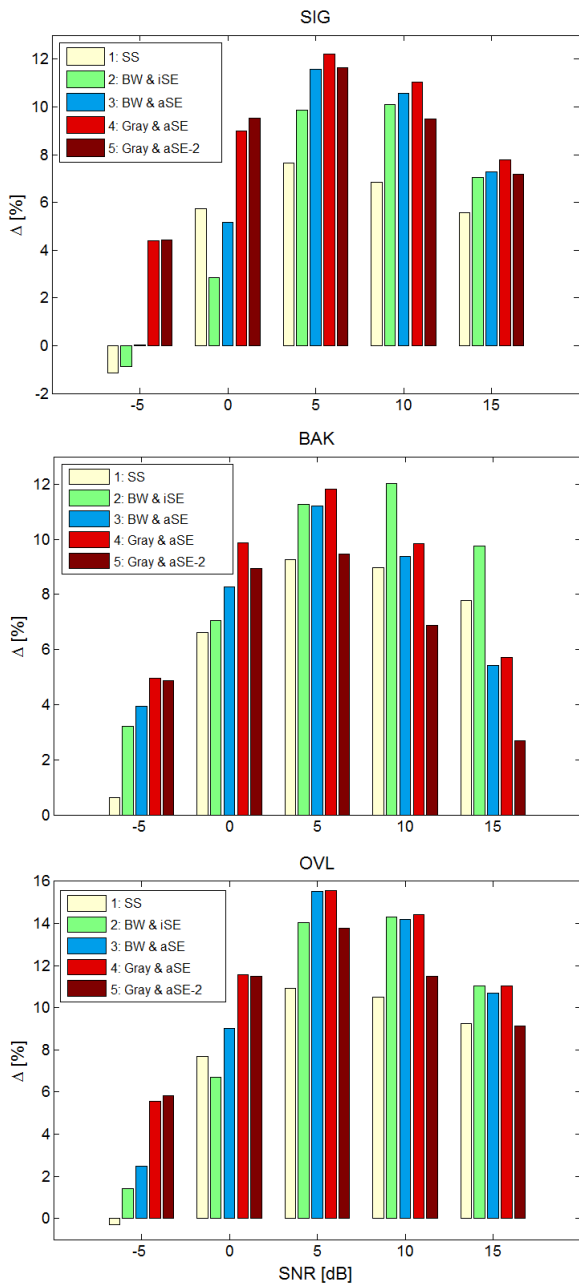 SIG
12
10
8
6
4
2
0
-2
Δ [%]
1: SS
2: BW & iSE
3: BW & aSE
4: Gray & aSE
5: Gray & aSE-2
-5 0 5 10 15
BAK
12
10
8
6
4
2
0
Δ [%]
1: SS
2: BW & iSE
3: BW & aSE
4: Gray & aSE
5: Gray & aSE-2
-5 0 5 10 15
OVL
16
14
12
10
8
6
4
2
0
Δ [%]
1: SS
2: BW & iSE
3: BW & aSE
4: Gray & aSE
5: Gray & aSE-2
-5 0 5 10 15
SNR [dB]